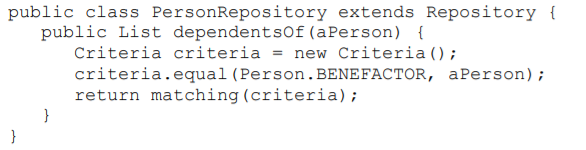 public class PersonRepository extends Repository {
   public List dependentsOf(aPerson) {
      Criteria criteria = new Criteria();
      criteria.equal(Person.BENEFACTOR, aPerson);
      return matching(criteria);
   }
}